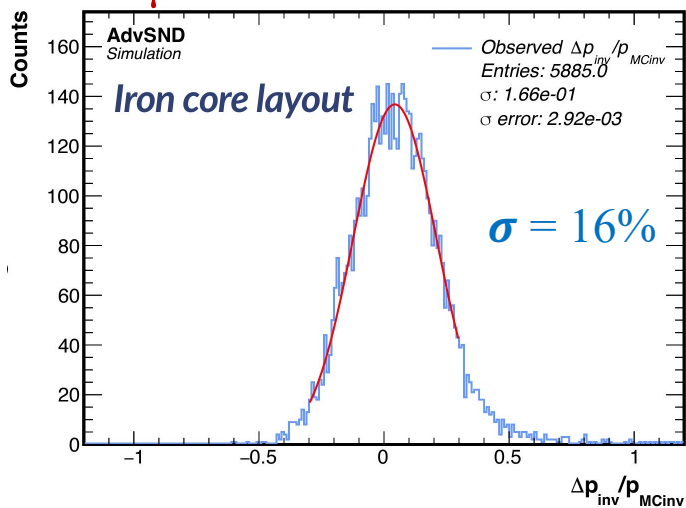 Counts
AdvSND
Simulation
Iron core layout
Observed Δp_inv/p_MCinv
Entries: 5885.0
σ: 1.66e-01
σ error: 2.92e-03
σ = 16%
160
140
120
100
80
60
40
20
0
−1 −0.5 0 0.5 1
Δp_inv/p_MCinv